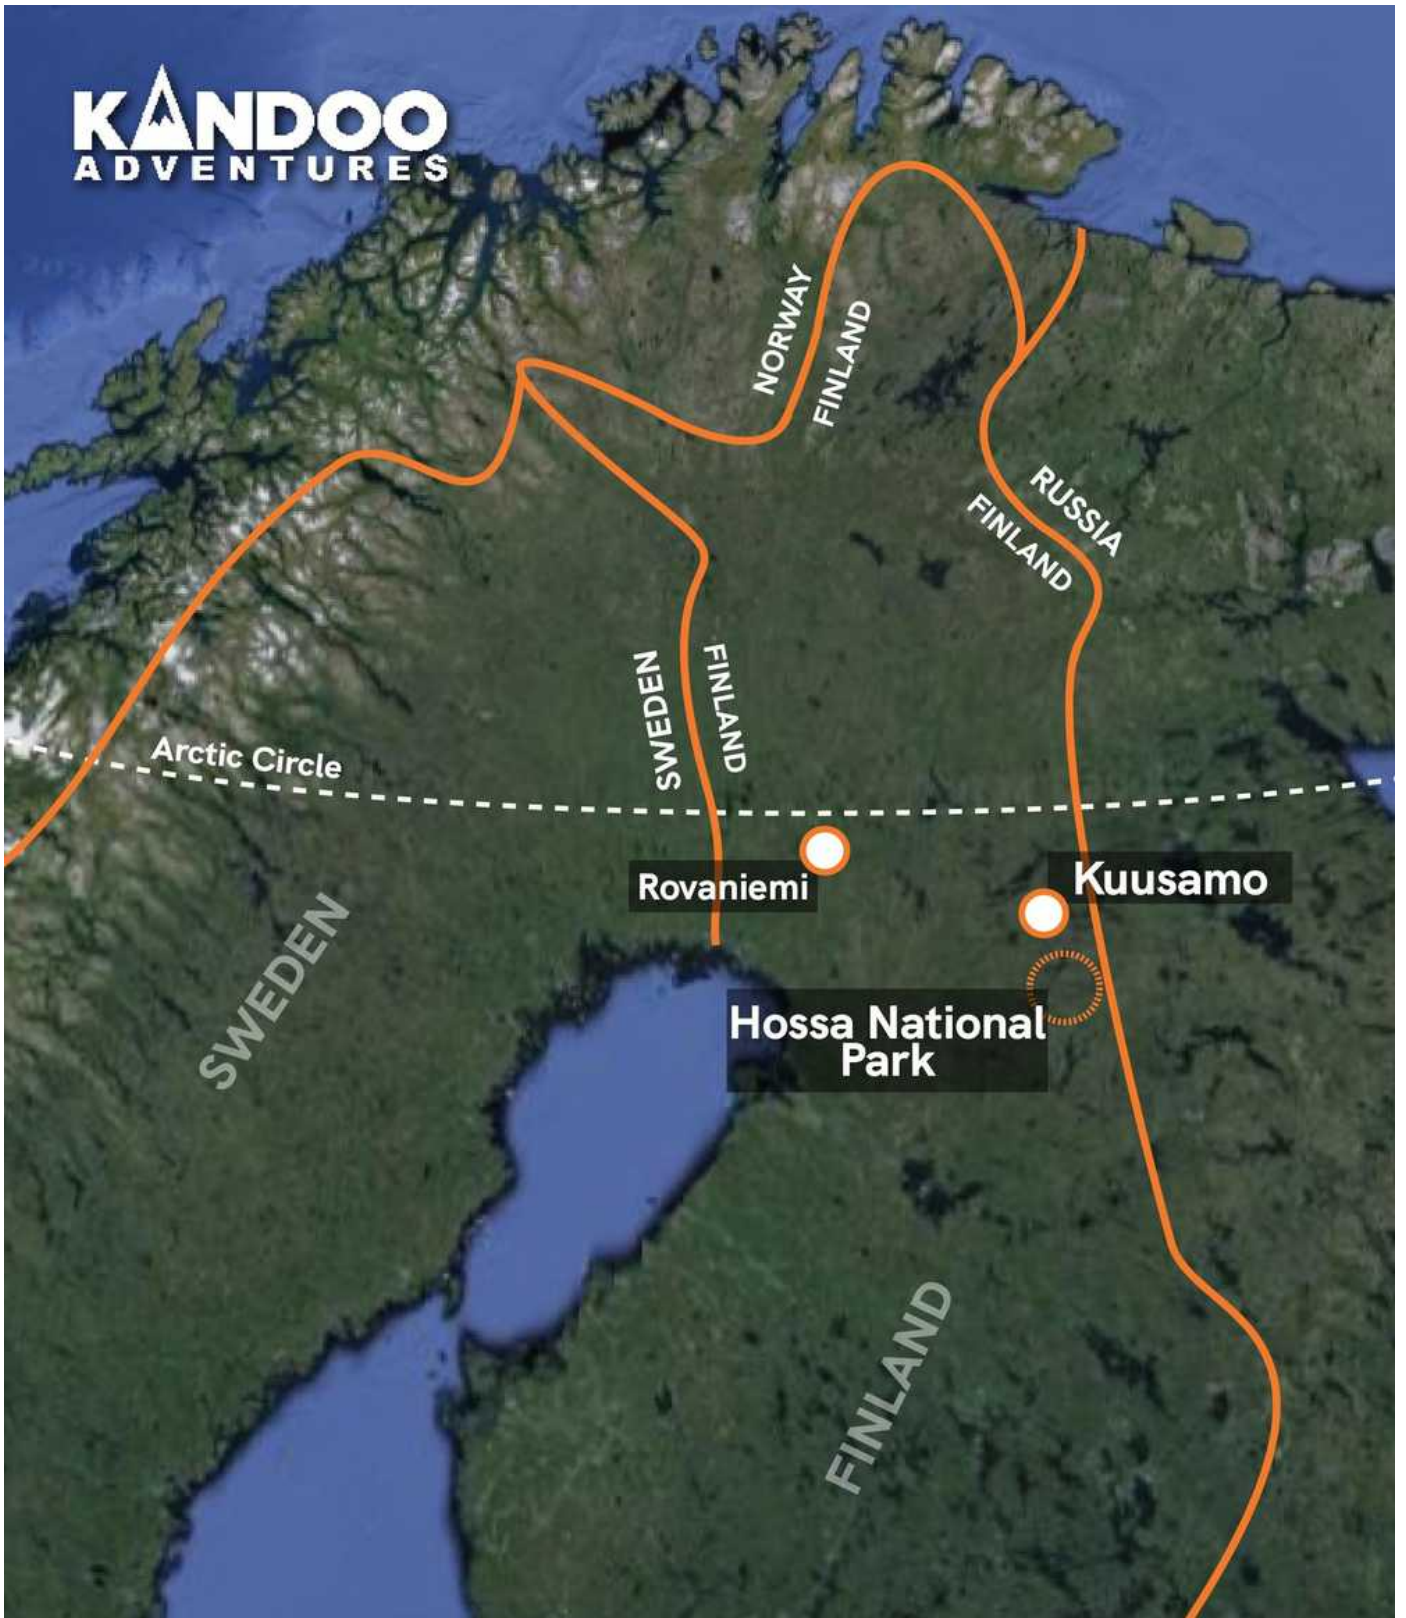 KANDOO
ADVENTURES
NORWAY
FINLAND
RUSSIA
FINLAND
SWEDEN
FINLAND
Arctic Circle
Rovaniemi
Kuusamo
SWEDEN
Hossa National
Park
FINLAND